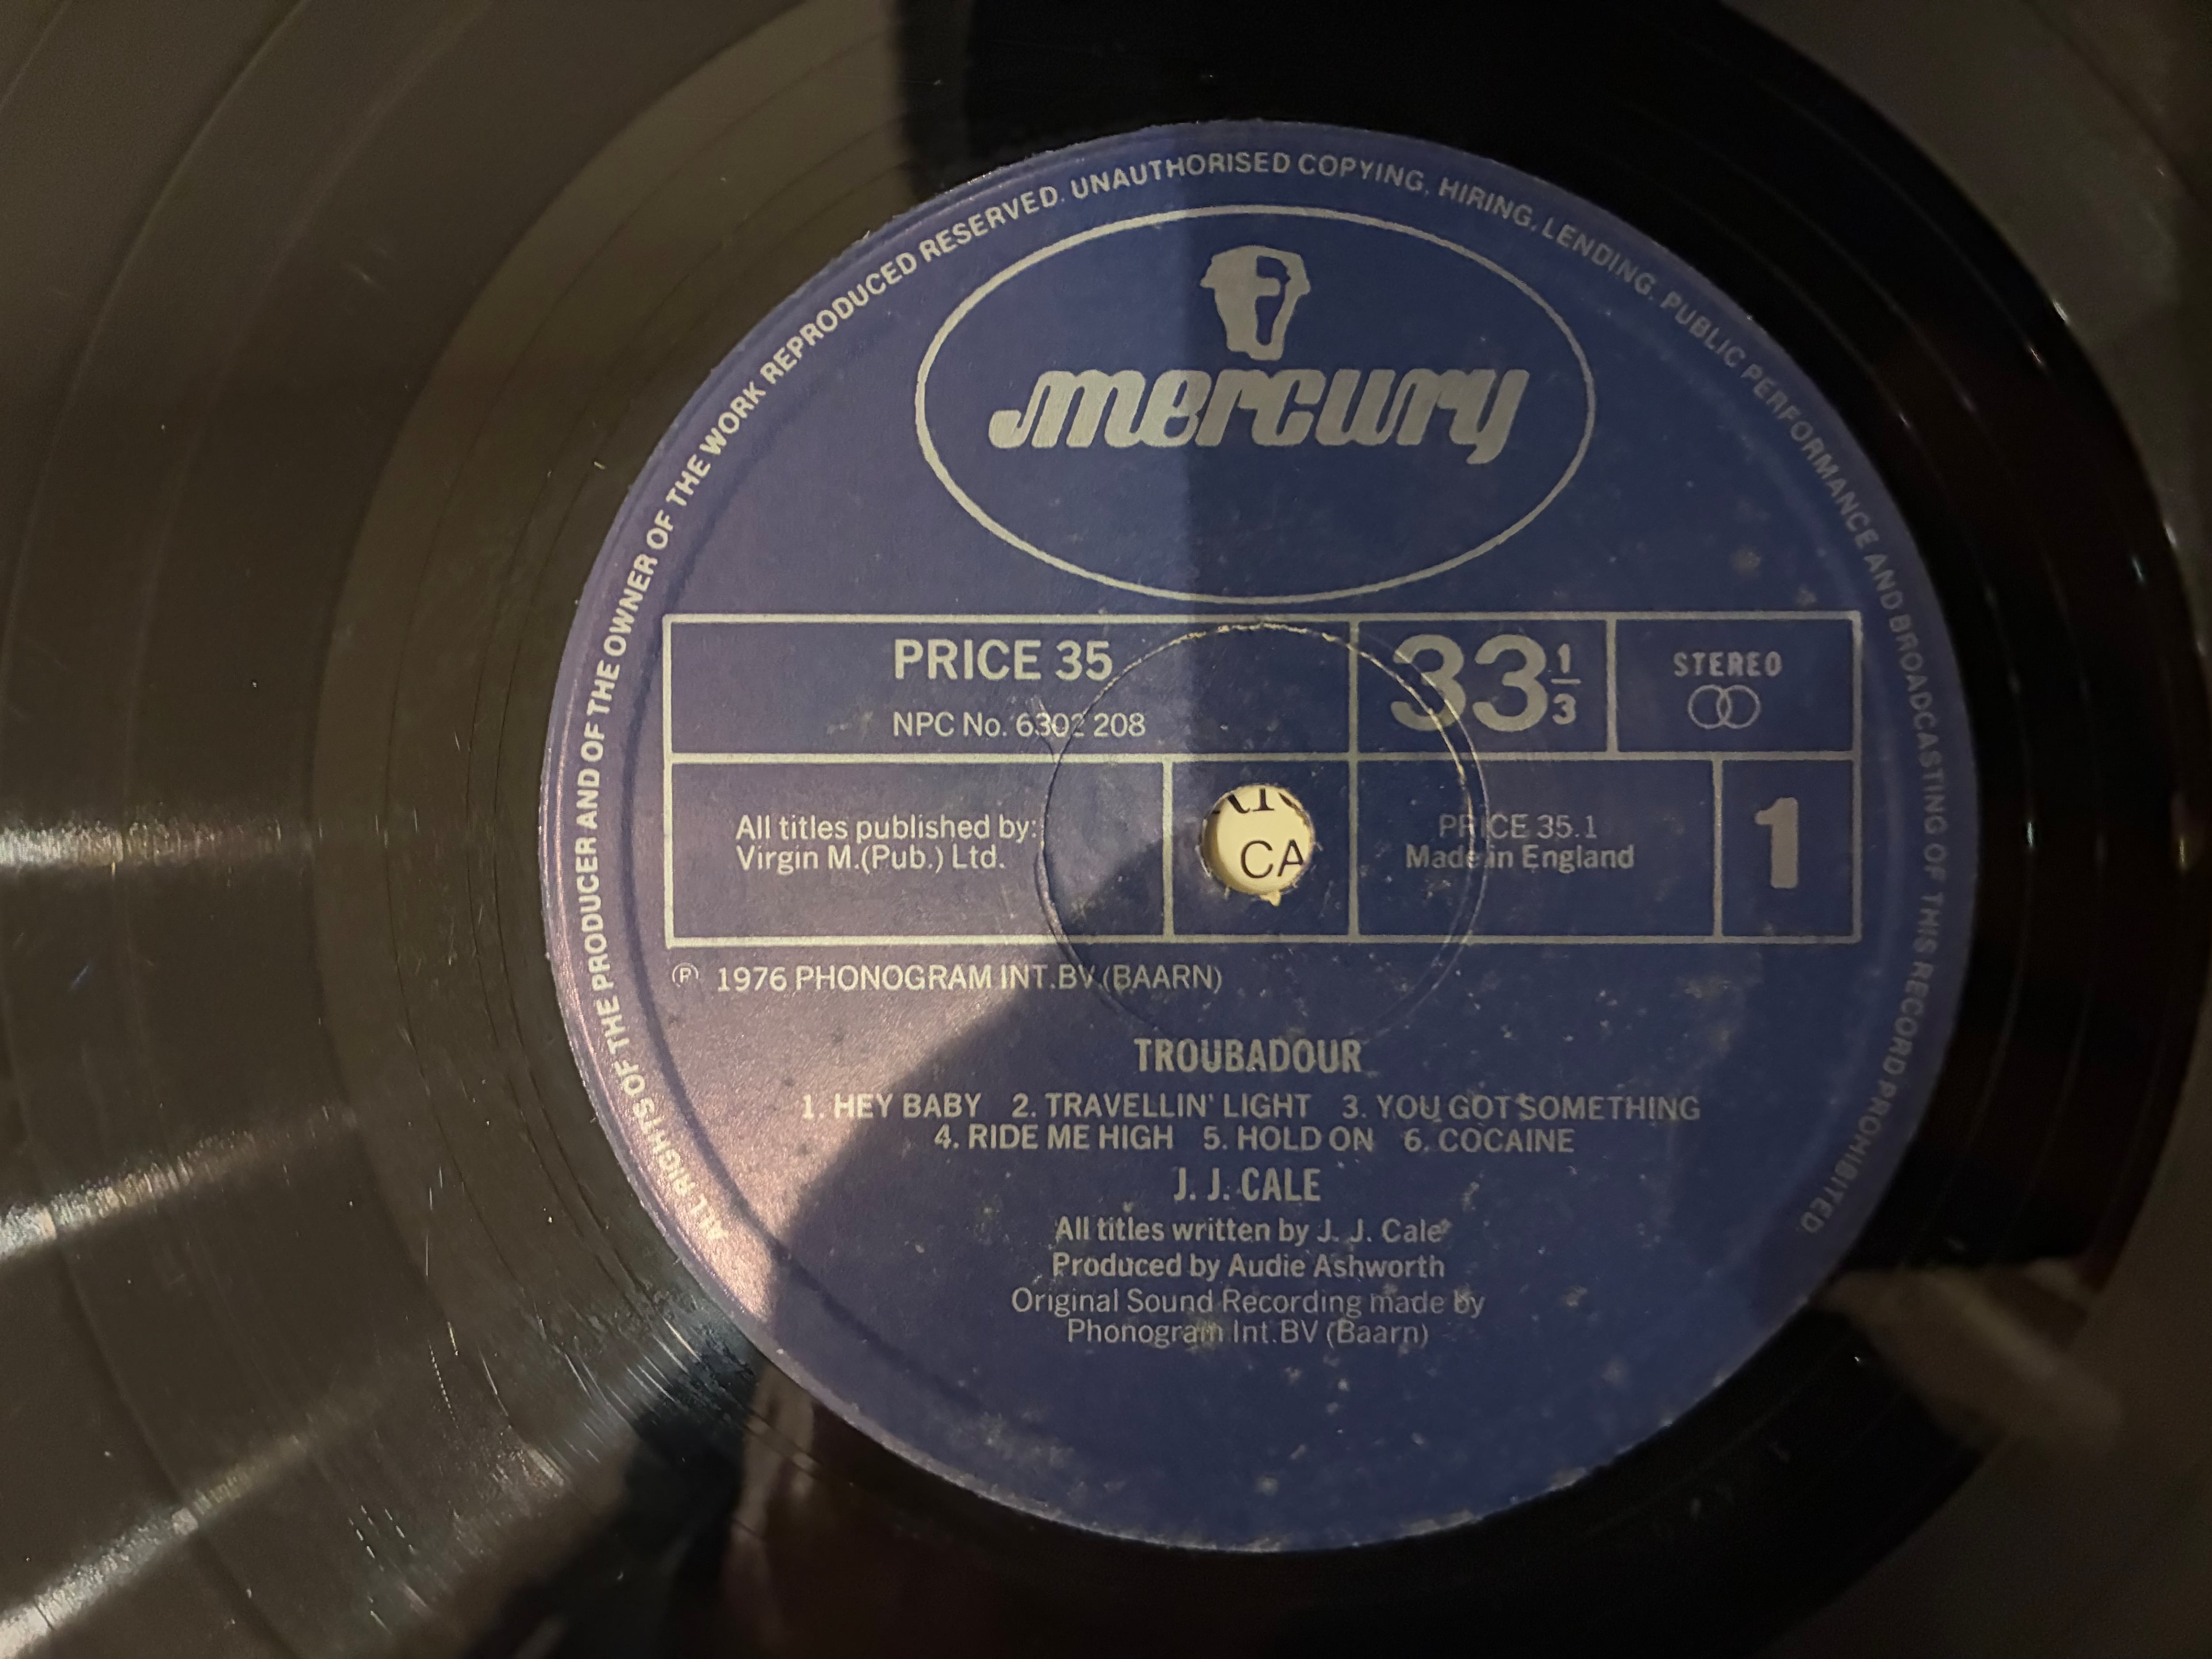 ALL RIGHTS OF THE PRODUCER AND OF THE OWNER OF THE WORK REPRODUCED RESERVED. UNAUTHORISED COPYING, HIRING, LENDING, PUBLIC PERFORMANCE AND BROADCASTING OF THIS RECORD PROHIBITED
mercury
PRICE 35
NPC No. 6302 208
33 1/3
STEREO
All titles published by:
Virgin M.(Pub.) Ltd.
CA
PRICE 35.1
Made in England
1
Ⓟ 1976 PHONOGRAM INT.BV.(BAARN)
TROUBADOUR
1. HEY BABY 2. TRAVELLIN' LIGHT 3. YOU GOT SOMETHING
4. RIDE ME HIGH 5. HOLD ON 6. COCAINE
J. J. CALE
All titles written by J. J. Cale
Produced by Audie Ashworth
Original Sound Recording made by
Phonogram Int.BV (Baarn)